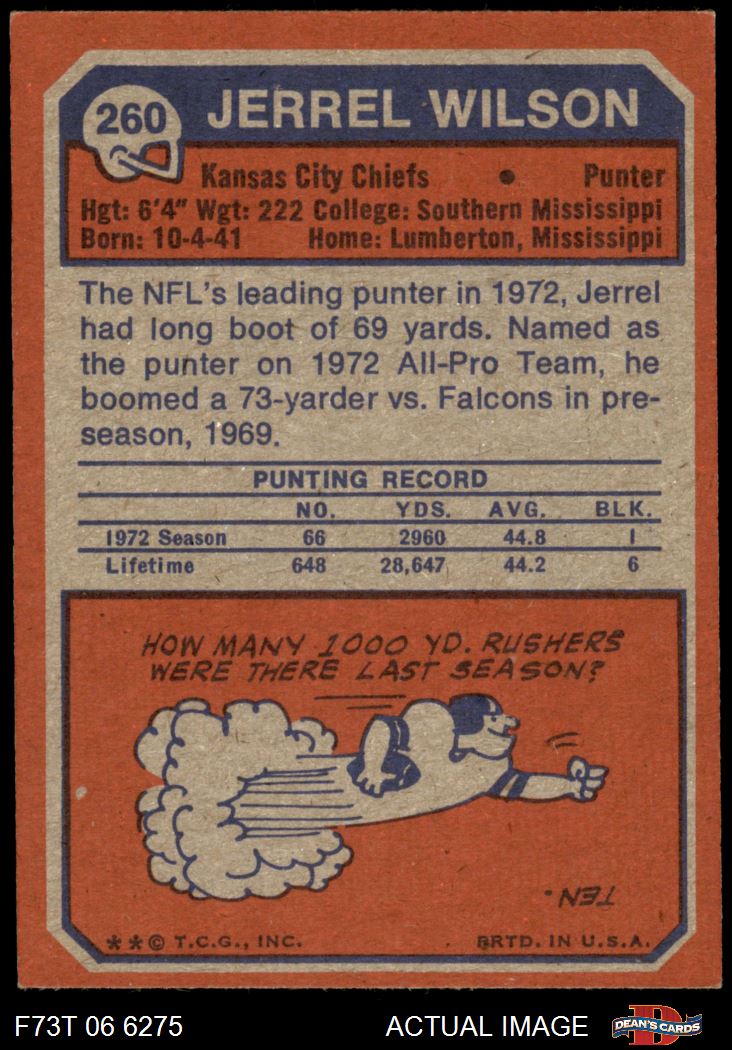 260 JERREL WILSON
Kansas City Chiefs • Punter
Hgt: 6'4" Wgt: 222 College: Southern Mississippi
Born: 10-4-41 Home: Lumberton, Mississippi
The NFL's leading punter in 1972, Jerrel
had long boot of 69 yards. Named as
the punter on 1972 All-Pro Team, he
boomed a 73-yarder vs. Falcons in pre-
season, 1969.
PUNTING RECORD
NO. YDS. AVG. BLK.
1972 Season 66 2960 44.8 1
Lifetime 648 28,647 44.2 6
HOW MANY 1000 YD. RUSHERS
WERE THERE LAST SEASON?
TEN.
**© T.C.G., INC. PRTD. IN U.S.A.
F73T 06 6275 ACTUAL IMAGE D DEAN'S CARDS